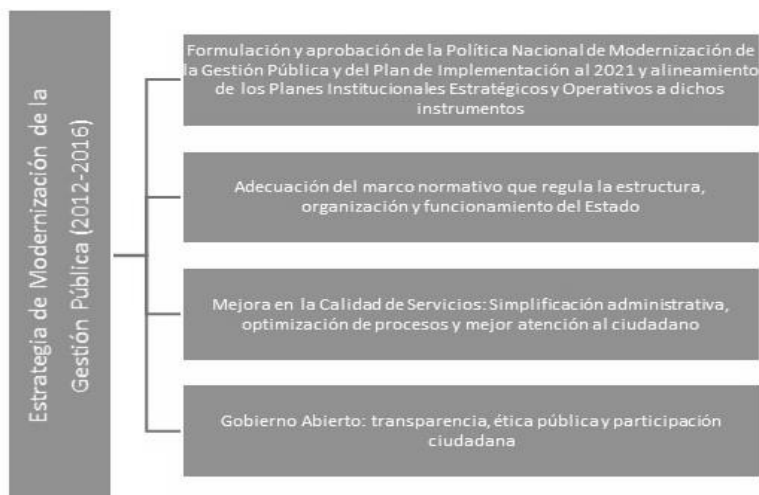 Estrategia de Modernización de la
Gestión Pública (2012-2016)
Formulación y aprobación de la Política Nacional de Modernización de
la Gestión Pública y del Plan de Implementación al 2021 y alineamiento
de los Planes Institucionales Estratégicos y Operativos a dichos
instrumentos
Adecuación del marco normativo que regula la estructura,
organización y funcionamiento del Estado
Mejora en la Calidad de Servicios: Simplificación administrativa,
optimización de procesos y mejor atención al ciudadano
Gobierno Abierto: transparencia, ética pública y participación
ciudadana